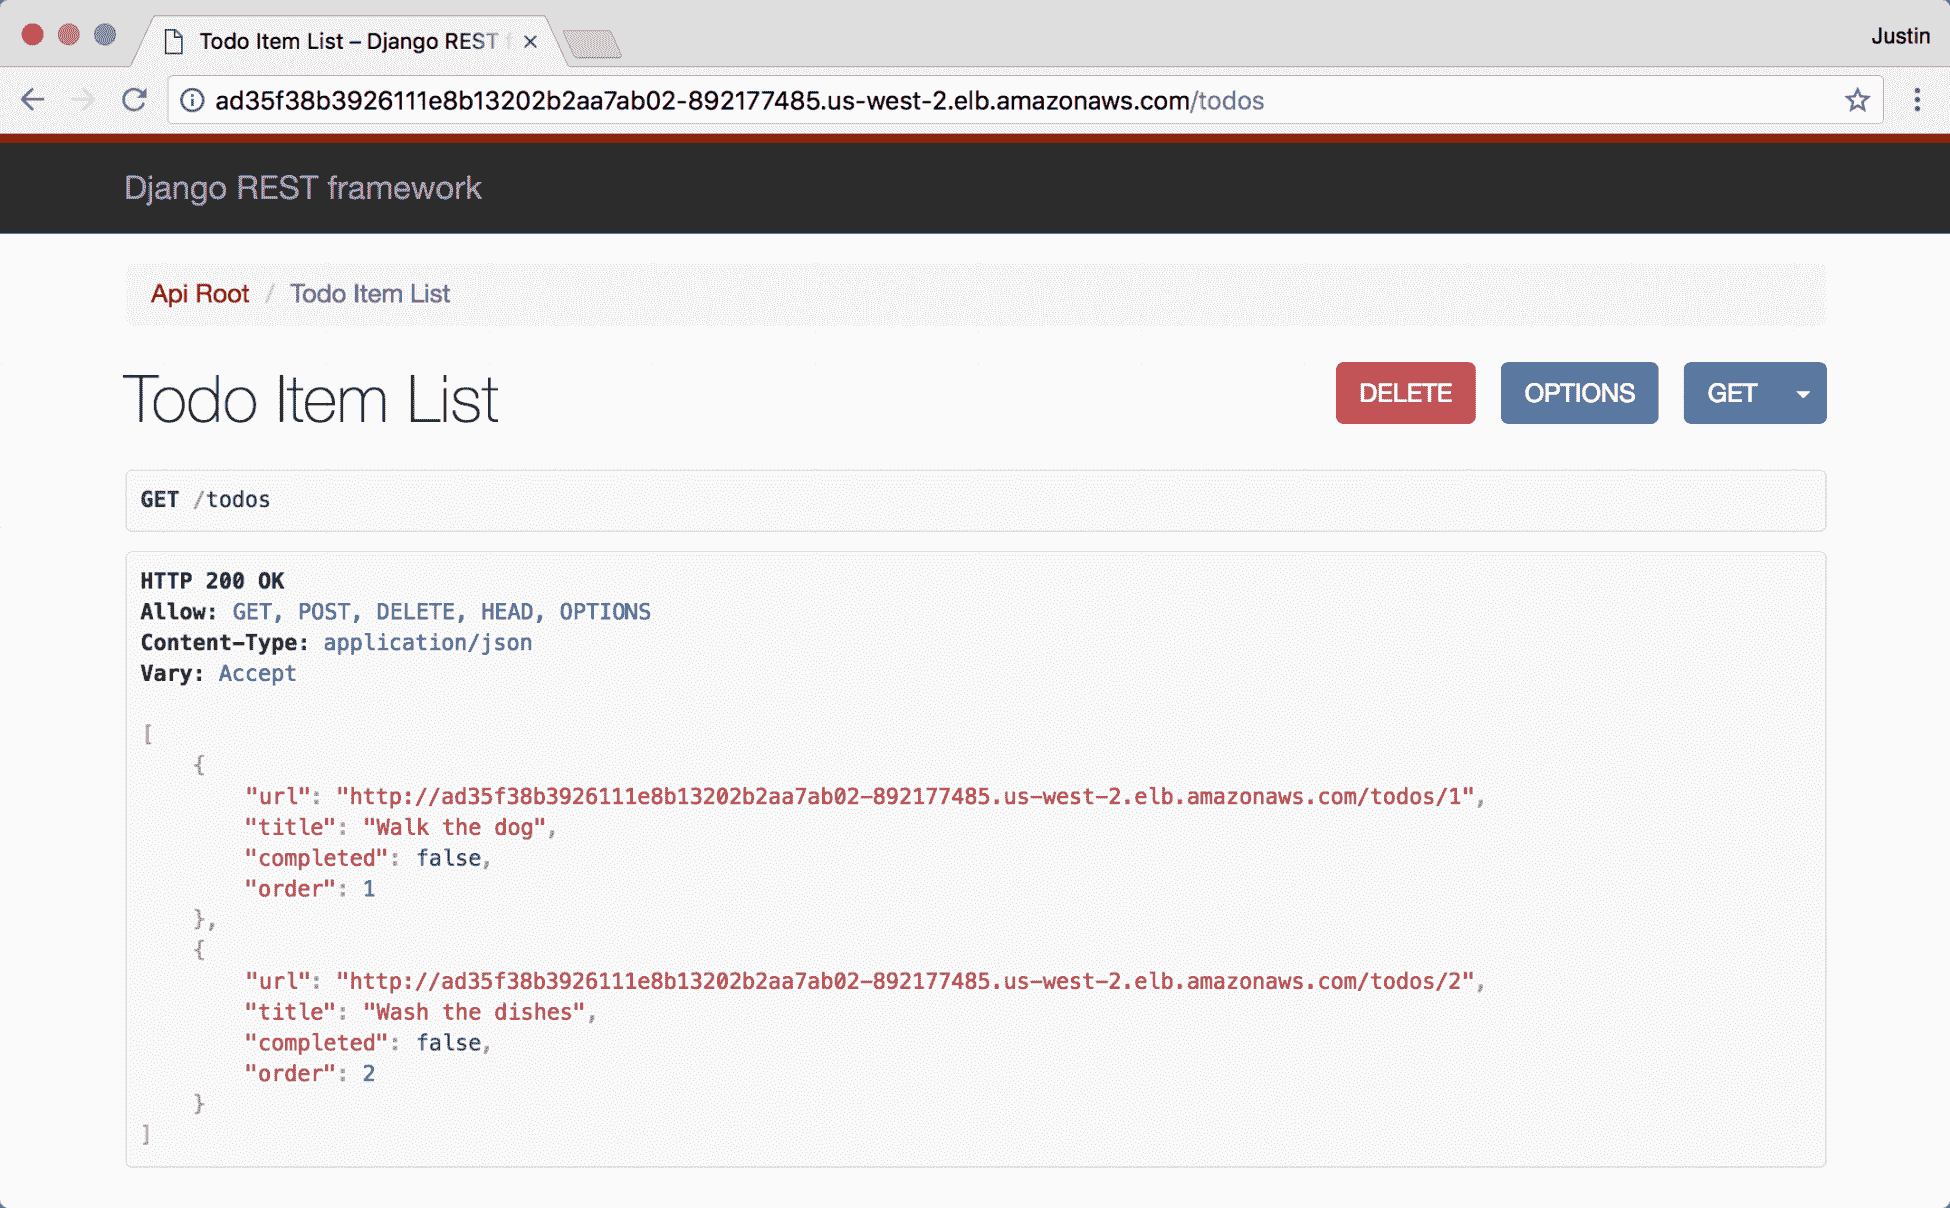 Todo Item List – Django REST
Justin
ad35f38b3926111e8b13202b2aa7ab02-892177485.us-west-2.elb.amazonaws.com/todos
Django REST framework
Api Root / Todo Item List
Todo Item List
DELETE
OPTIONS
GET
GET /todos
HTTP 200 OK
Allow: GET, POST, DELETE, HEAD, OPTIONS
Content-Type: application/json
Vary: Accept
[
    {
        "url": "http://ad35f38b3926111e8b13202b2aa7ab02-892177485.us-west-2.elb.amazonaws.com/todos/1",
        "title": "Walk the dog",
        "completed": false,
        "order": 1
    },
    {
        "url": "http://ad35f38b3926111e8b13202b2aa7ab02-892177485.us-west-2.elb.amazonaws.com/todos/2",
        "title": "Wash the dishes",
        "completed": false,
        "order": 2
    }
]